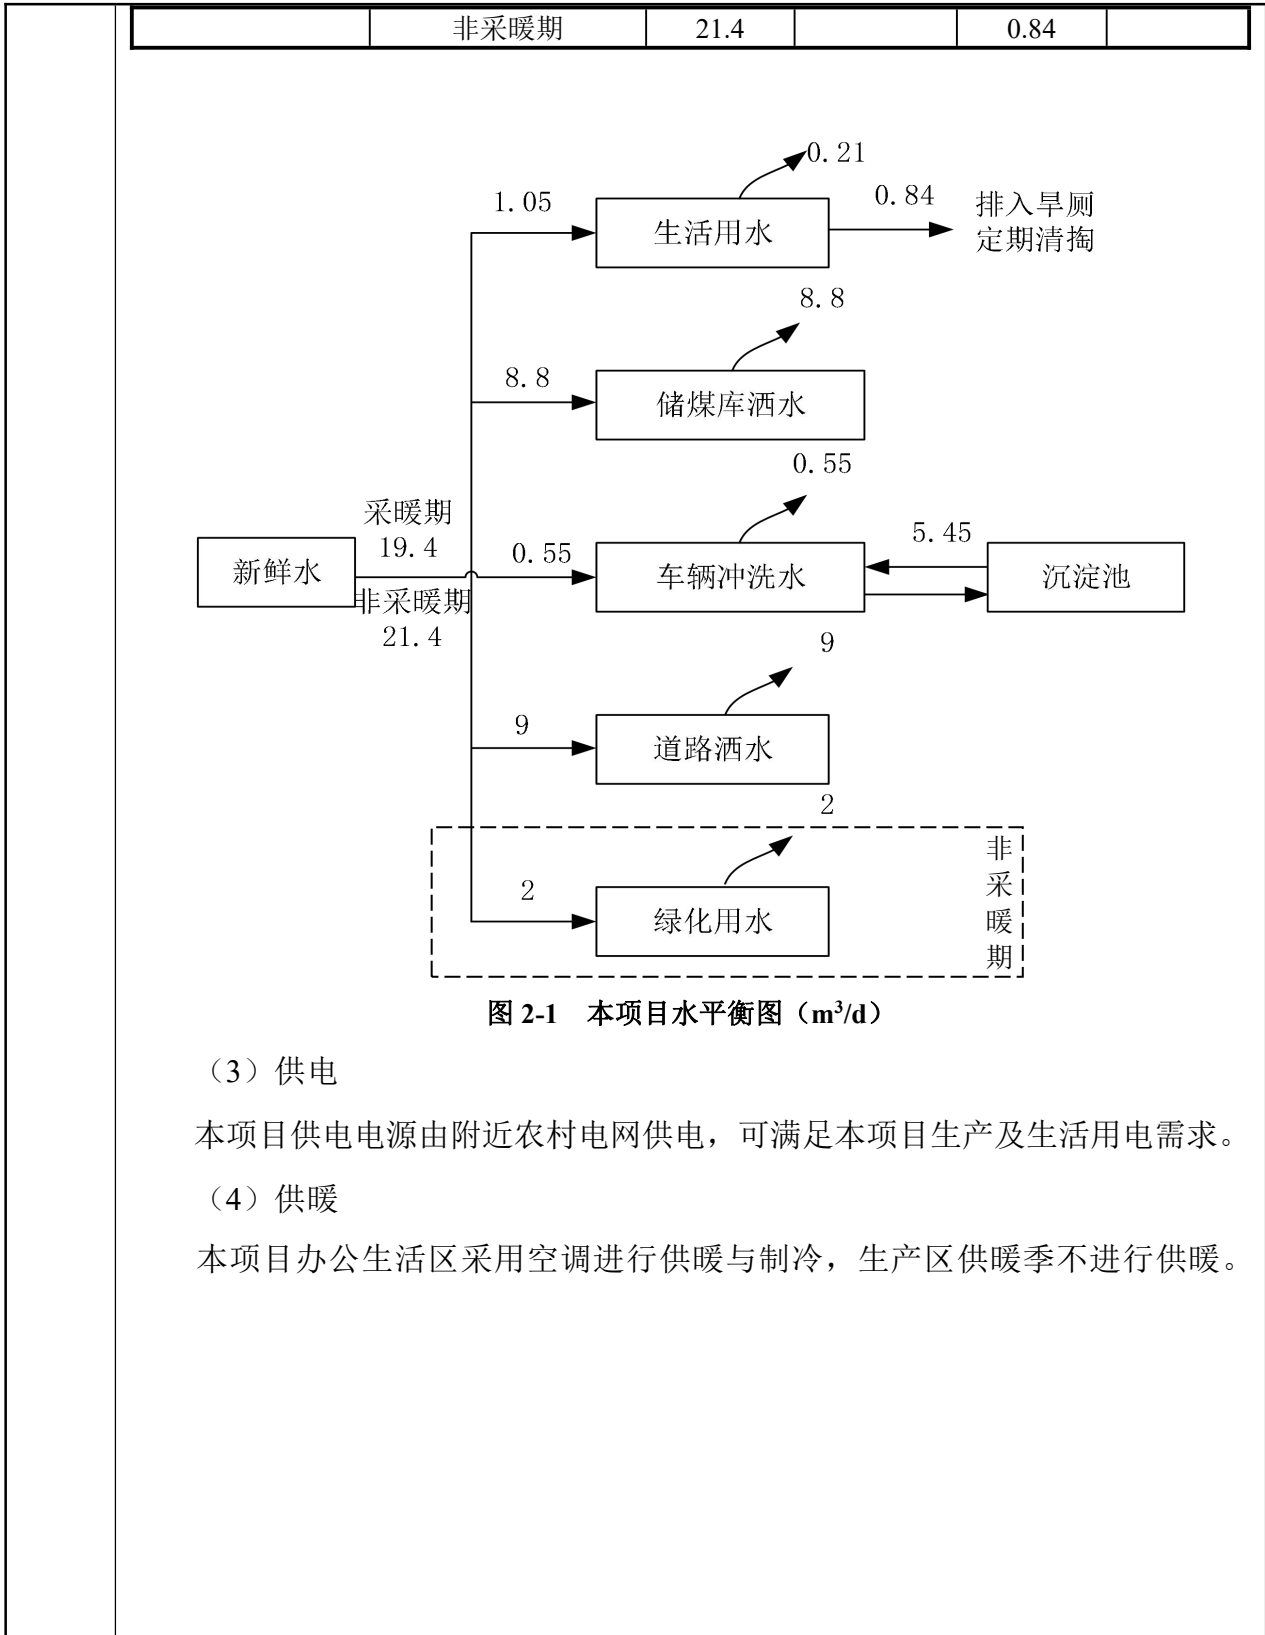 非采暖期 21.4 0.84
0.21
1.05
生活用水
0.84
排入旱厕
定期清掏
8.8
8.8
储煤库洒水
0.55
采暖期
19.4
新鲜水
非采暖期
21.4
0.55
车辆冲洗水
5.45
沉淀池
9
9
道路洒水
2
2
绿化用水
非采暖期
图 2-1 本项目水平衡图（m³/d）
（3）供电
本项目供电电源由附近农村电网供电，可满足本项目生产及生活用电需求。
（4）供暖
本项目办公生活区采用空调进行供暖与制冷，生产区供暖季不进行供暖。